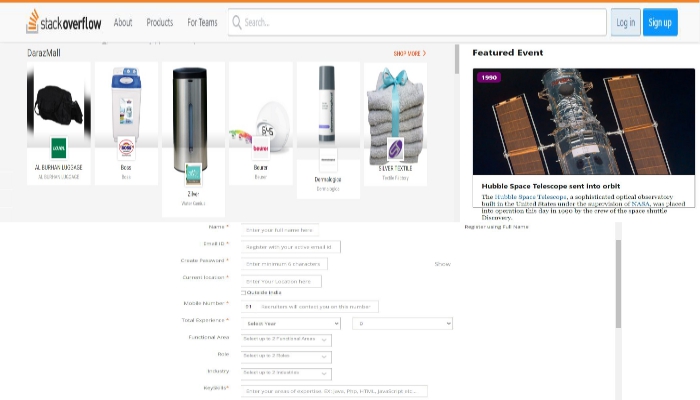 stackoverflow About Products For Teams Search... Log in Sign up
DarazMall SHOP MORE
AL BURHAN LUGGAGE
AL BURHAN LUGGAGE
Boss
Boss
Zilver
beurer
Beurer
Beurer
Dermalogica
Dermalogica
SILVER TEXTILE
Textile Factory
Featured Event
1990
Hubble Space Telescope sent into orbit
The Hubble Space Telescope, a sophisticated optical observatory
built in the United States under the supervision of NASA, was placed
into operation this day in 1990 by the crew of the space shuttle
Discovery.
Name * Enter your full name here Register using Full Name
Email ID * Register with your active email id
Create Password * Enter minimum 6 characters Show
Current location * Enter Your Location here
Outside India
Mobile Number * 91 Recruiters will contact you on this number
Total Experience * Select Year 0
Functional Area Select up to 2 Functional Areas
Role Select up to 2 Roles
Industry Select up to 2 Industries
KeySkills* Enter your areas of expertise. (Ex: Java, Php, HTML, JavaScript etc...